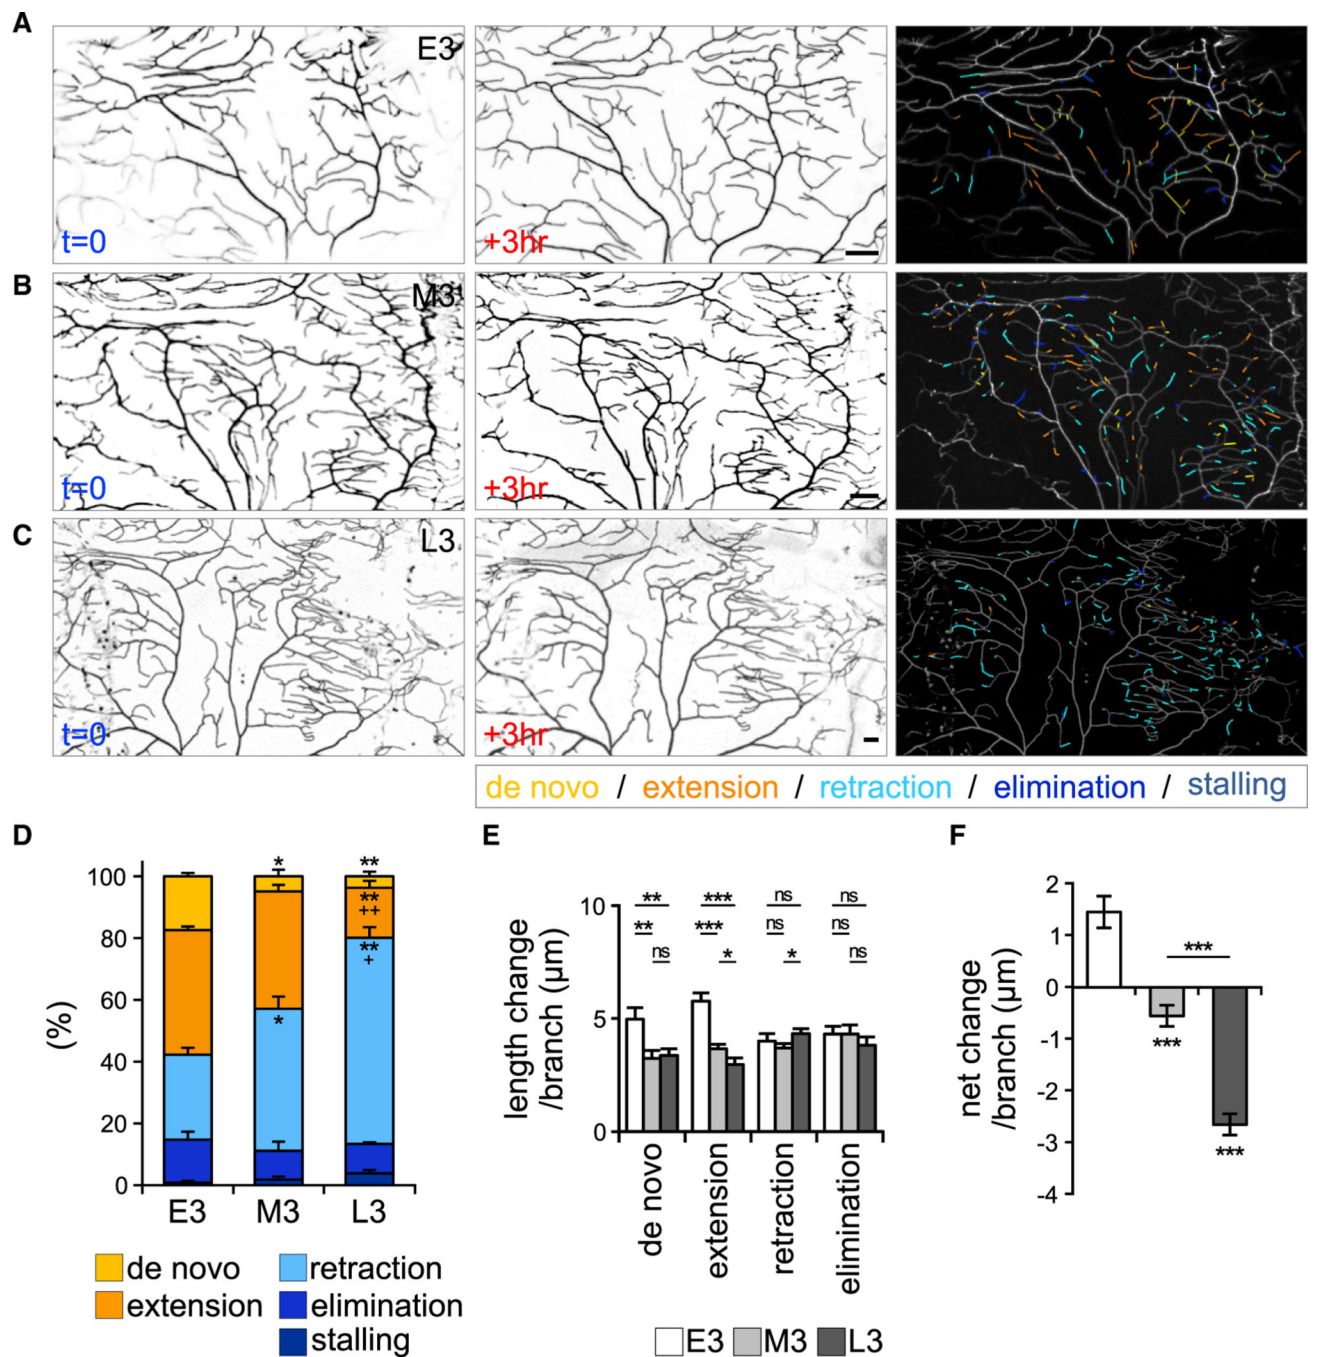 A
E3
t=0
+3hr
B
M3
t=0
+3hr
C
L3
t=0
+3hr
de novo / extension / retraction / elimination / stalling
D
(%)
100
80
60
40
20
0
*
*
**
**
++
**
+
E3 M3 L3
de novo
extension
retraction
elimination
stalling
E
length change
/branch (μm)
10
5
0
** *** ns ns
** *** ns ns
ns * * ns
de novo
extension
retraction
elimination
E3 M3 L3
F
net change
/branch (μm)
2
1
0
-1
-2
-3
-4
***
***
***